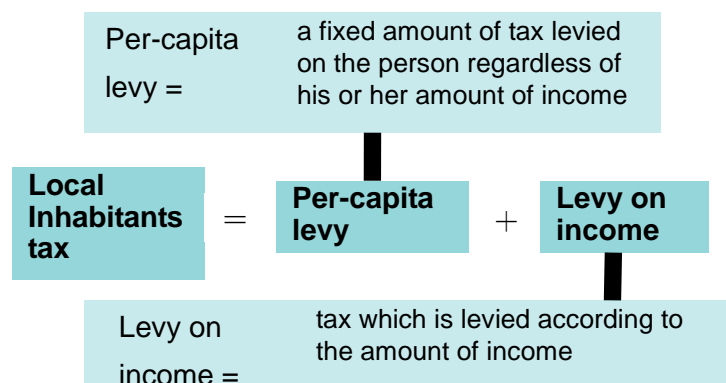 Per-capita
levy =
a fixed amount of tax levied
on the person regardless of
his or her amount of income
Local
Inhabitants
tax
=
Per-capita
levy
+
Levy on
income
Levy on
income =
tax which is levied according to
the amount of income